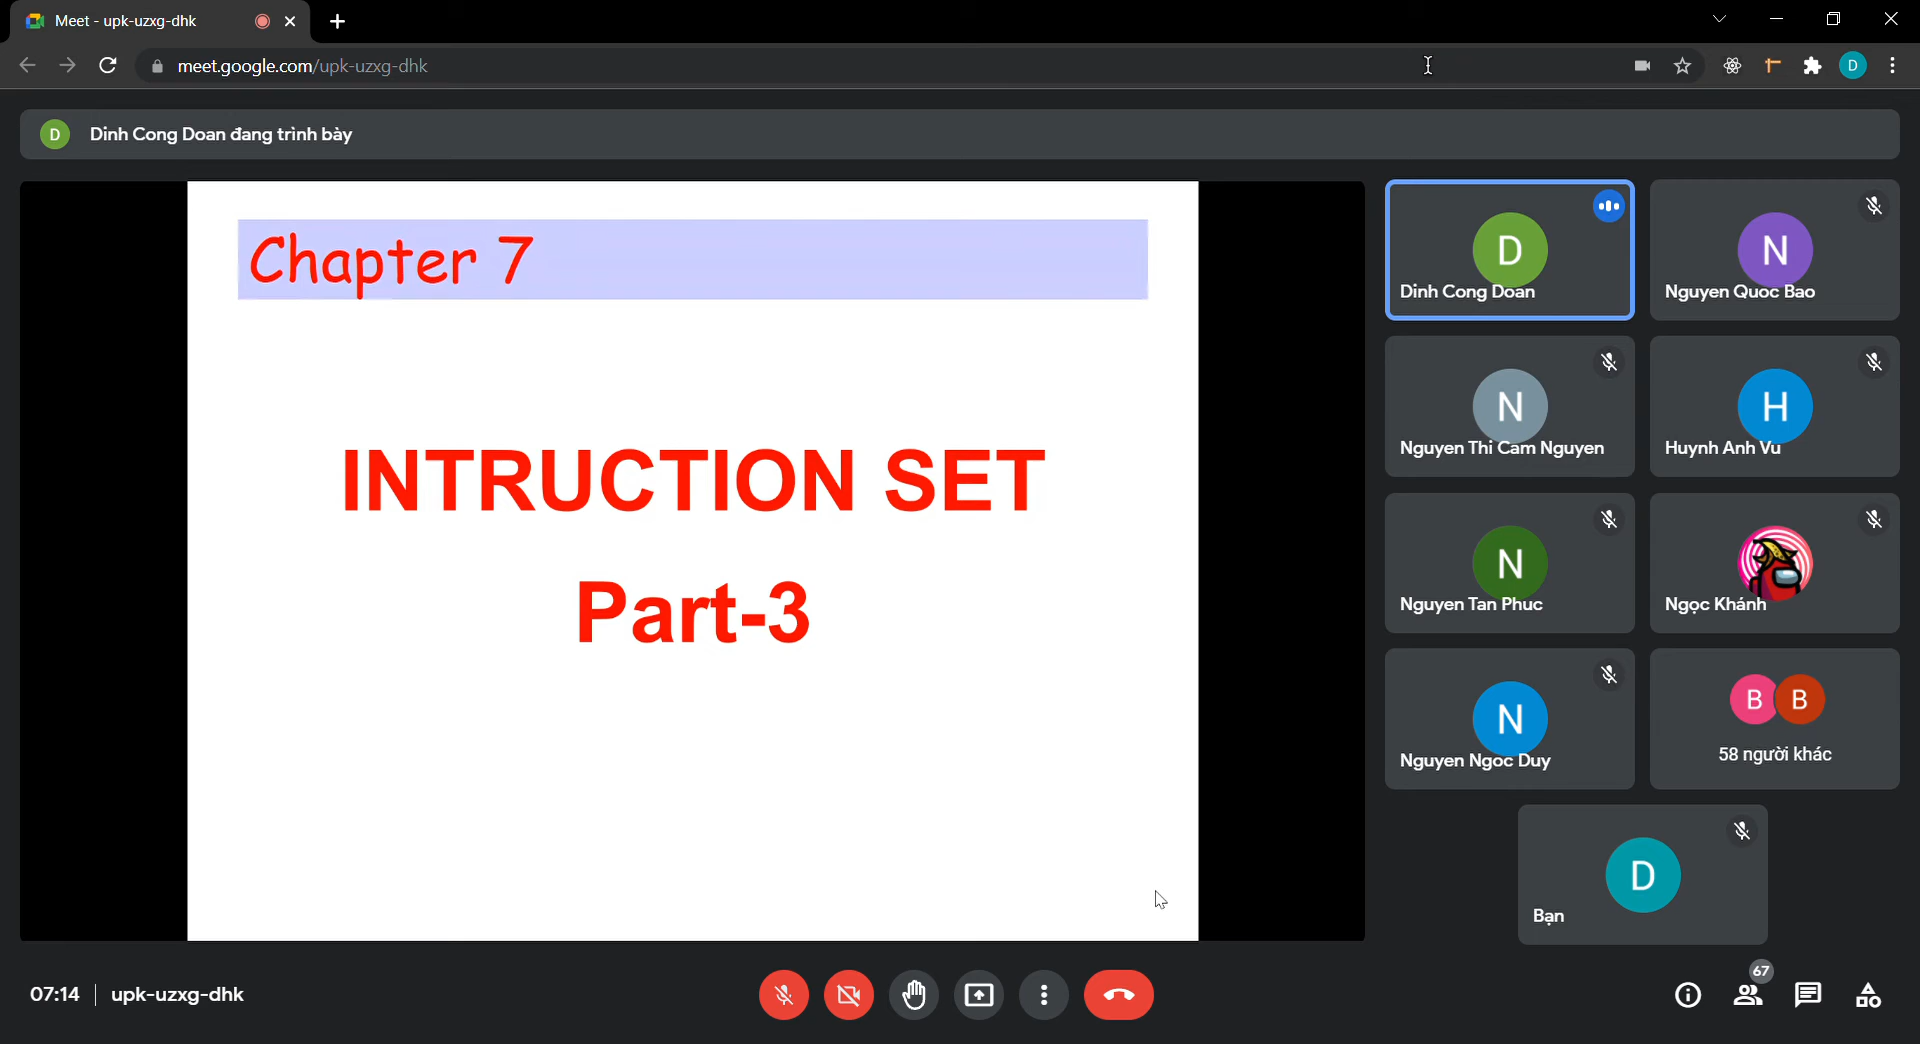 Meet - upk-uzxg-dhk
meet.google.com/upk-uzxg-dhk
D
D
Dinh Cong Doan đang trình bày
Chapter 7
INTRUCTION SET
Part-3
D
Dinh Cong Doan
N
Nguyen Quoc Bao
N
Nguyen Thi Cam Nguyen
H
Huynh Anh Vu
N
Nguyen Tan Phuc
Ngọc Khánh
N
Nguyen Ngoc Duy
B B
58 người khác
D
Bạn
07:14 upk-uzxg-dhk
67